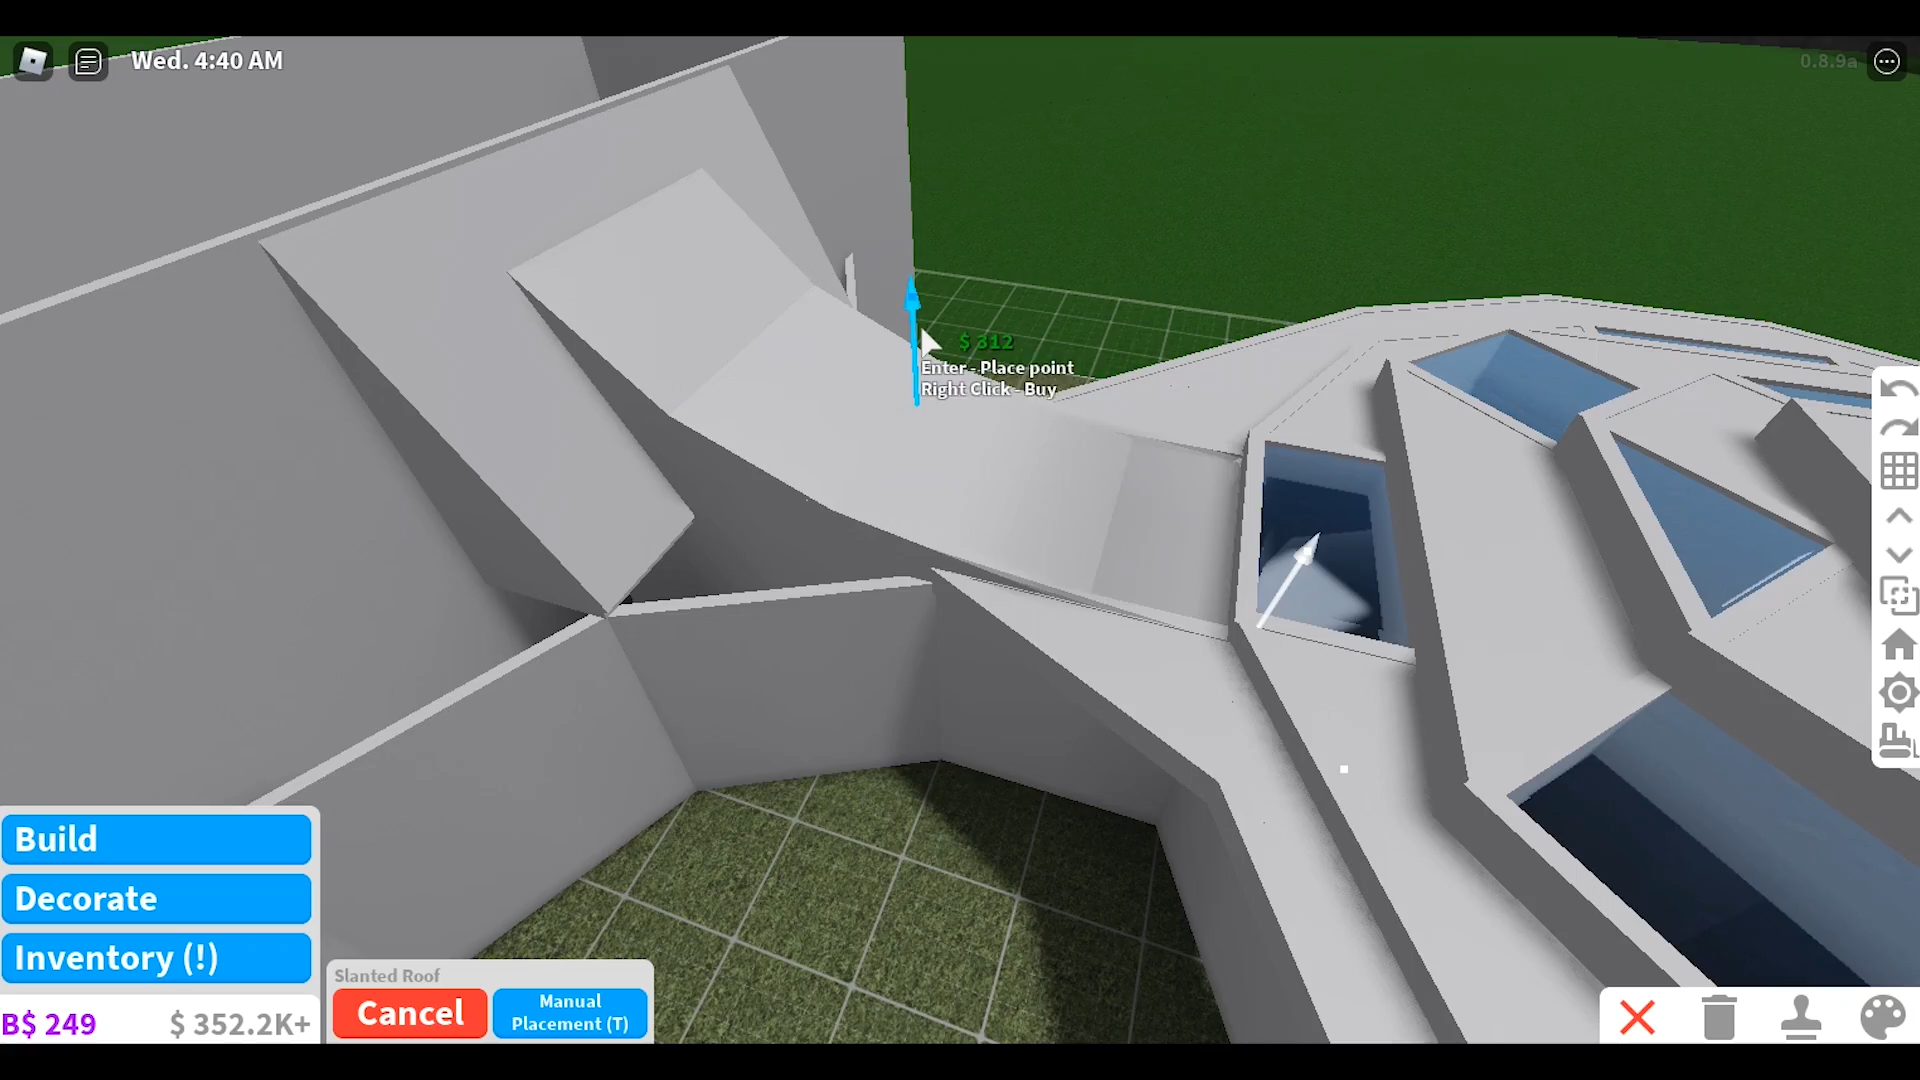 Wed. 4:40 AM
0.8.9a
$ 312
Enter - Place point
Right Click - Buy
Build
Decorate
Inventory (!)
B$ 249
$ 352.2K+
Slanted Roof
Cancel
Manual
Placement (T)